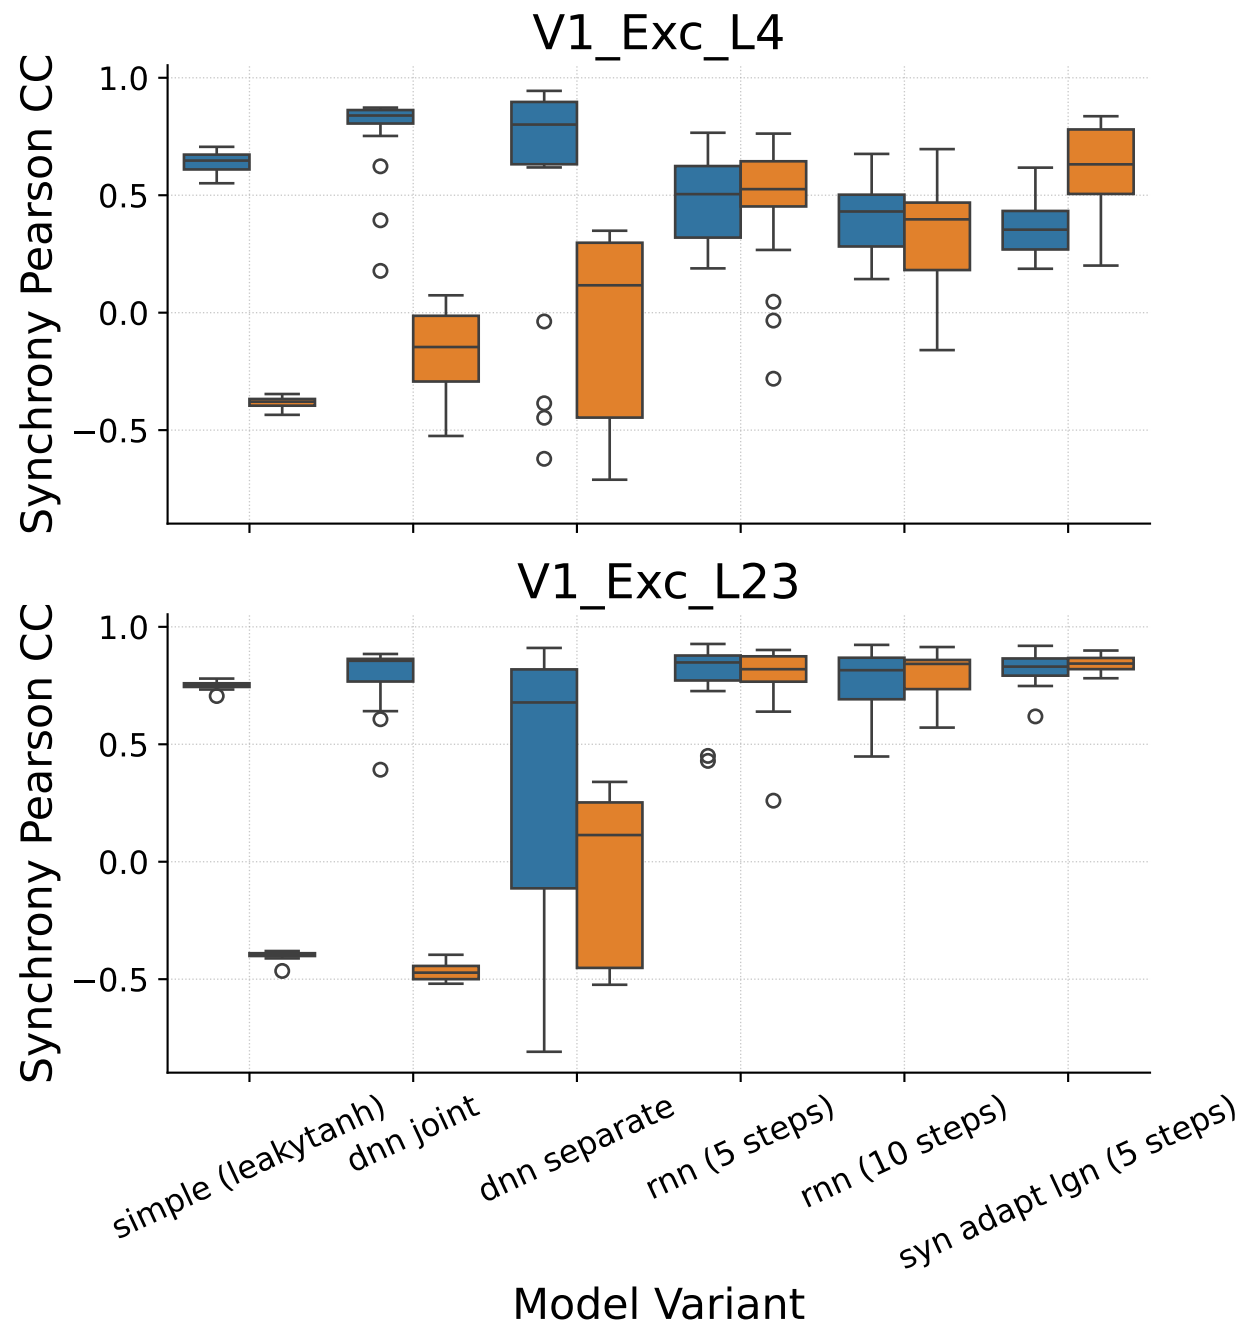 V1_Exc_L4
Synchrony Pearson CC
1.0
0.5
0.0
−0.5
V1_Exc_L23
Synchrony Pearson CC
1.0
0.5
0.0
−0.5
simple (leakytanh)
dnn joint
dnn separate
rnn (5 steps)
rnn (10 steps)
syn adapt lgn (5 steps)
Model Variant